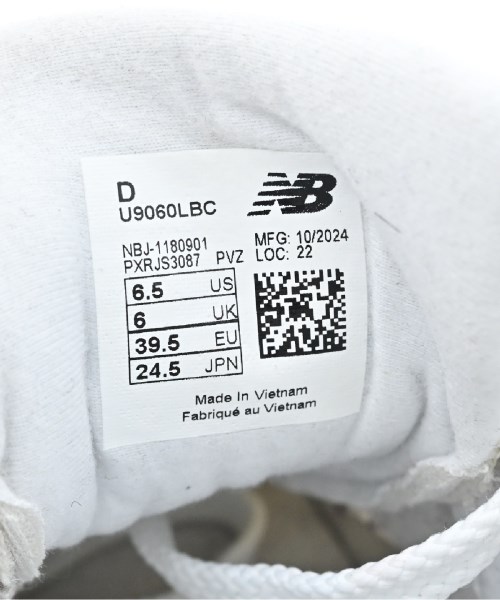 D
U9060LBC
NB
NBJ-1180901
PXRJS3087 PVZ
MFG: 10/2024
LOC: 22
6.5 US
6 UK
39.5 EU
24.5 JPN
Made In Vietnam
Fabriqué au Vietnam